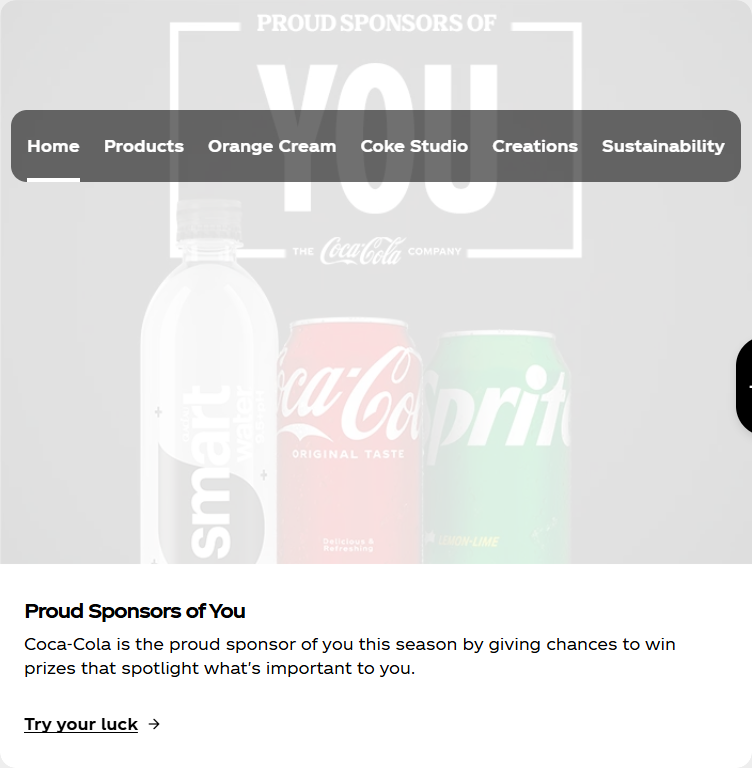 PROUD SPONSORS OF
YOU
Home Products Orange Cream Coke Studio Creations Sustainability
THE Coca-Cola COMPANY
smart
water
Coca-Cola
ORIGINAL TASTE
Delicious &
Refreshing
Sprite
LEMON-LIME
Proud Sponsors of You
Coca-Cola is the proud sponsor of you this season by giving chances to win
prizes that spotlight what's important to you.
Try your luck →